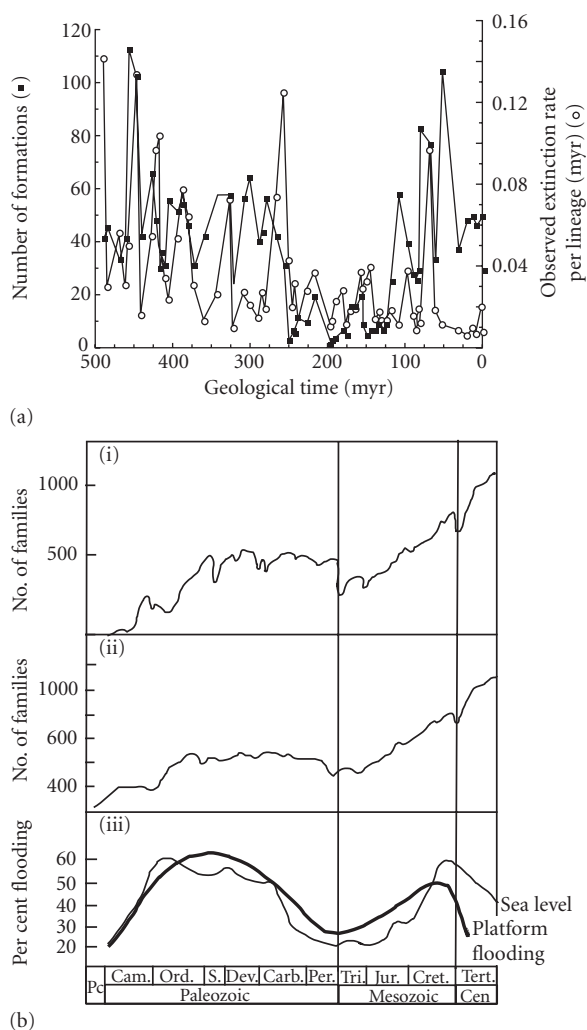 120
100
80
60
40
20
0
Number of formations (■)
0.16
0.12
0.08
0.04
Observed extinction rate
per lineage (myr) (○)
500
400
300
200
100
0
Geological time (myr)
(a)
(i)
1000
500
No. of families
(ii)
1000
600
400
No. of families
(iii)
60
50
40
30
20
Per cent flooding
Sea level
Platform
flooding
Pc
Cam.
Ord.
S.
Dev.
Carb.
Per.
Tri.
Jur.
Cret.
Tert.
Paleozoic
Mesozoic
Cen
(b)